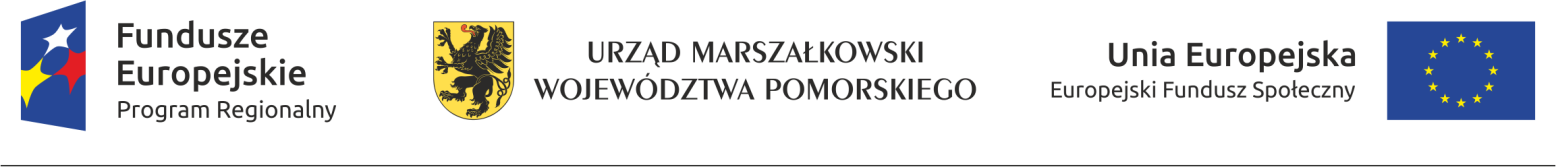 Fundusze
Europejskie
Program Regionalny
URZĄD MARSZAŁKOWSKI
WOJEWÓDZTWA POMORSKIEGO
Unia Europejska
Europejski Fundusz Społeczny